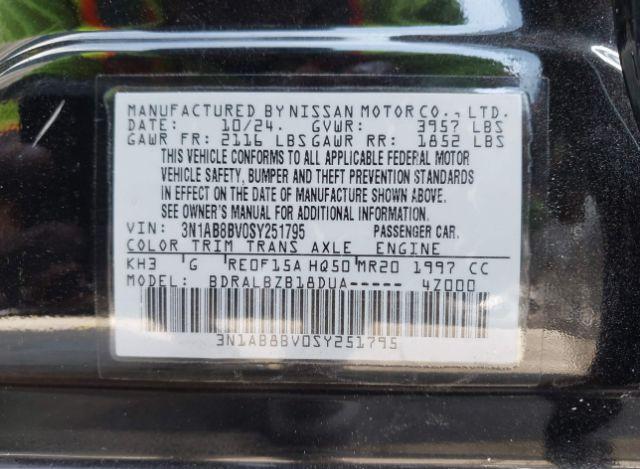 MANUFACTURED BY NISSAN MOTOR CO., LTD.
DATE: 10/24. GVWR: 3957 LBS
GAWR FR: 2116 LBS GAWR RR: 1852 LBS
THIS VEHICLE CONFORMS TO ALL APPLICABLE FEDERAL MOTOR
VEHICLE SAFETY, BUMPER AND THEFT PREVENTION STANDARDS
IN EFFECT ON THE DATE OF MANUFACTURE SHOWN ABOVE.
SEE OWNER'S MANUAL FOR ADDITIONAL INFORMATION.
VIN: 3N1AB8BV0SY251795 PASSENGER CAR.
COLOR TRIM TRANS AXLE ENGINE
KH3 G RE0F15A HQ50 MR20 1997 CC
MODEL: BDRALBZB18DUA----- 4Z000
3N1AB8BV0SY251795